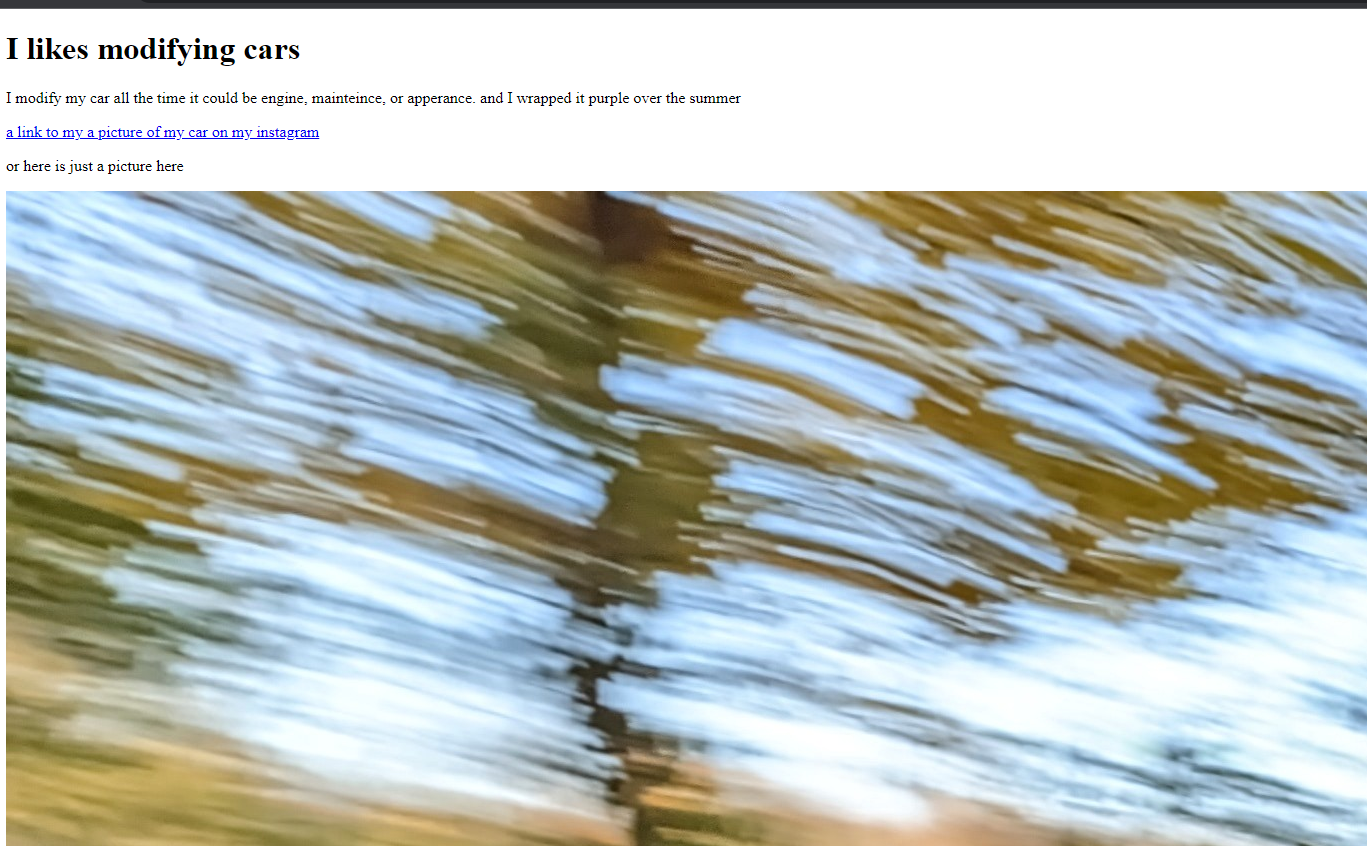 I likes modifying cars
I modify my car all the time it could be engine, mainteince, or apperance. and I wrapped it purple over the summer
a link to my a picture of my car on my instagram
or here is just a picture here